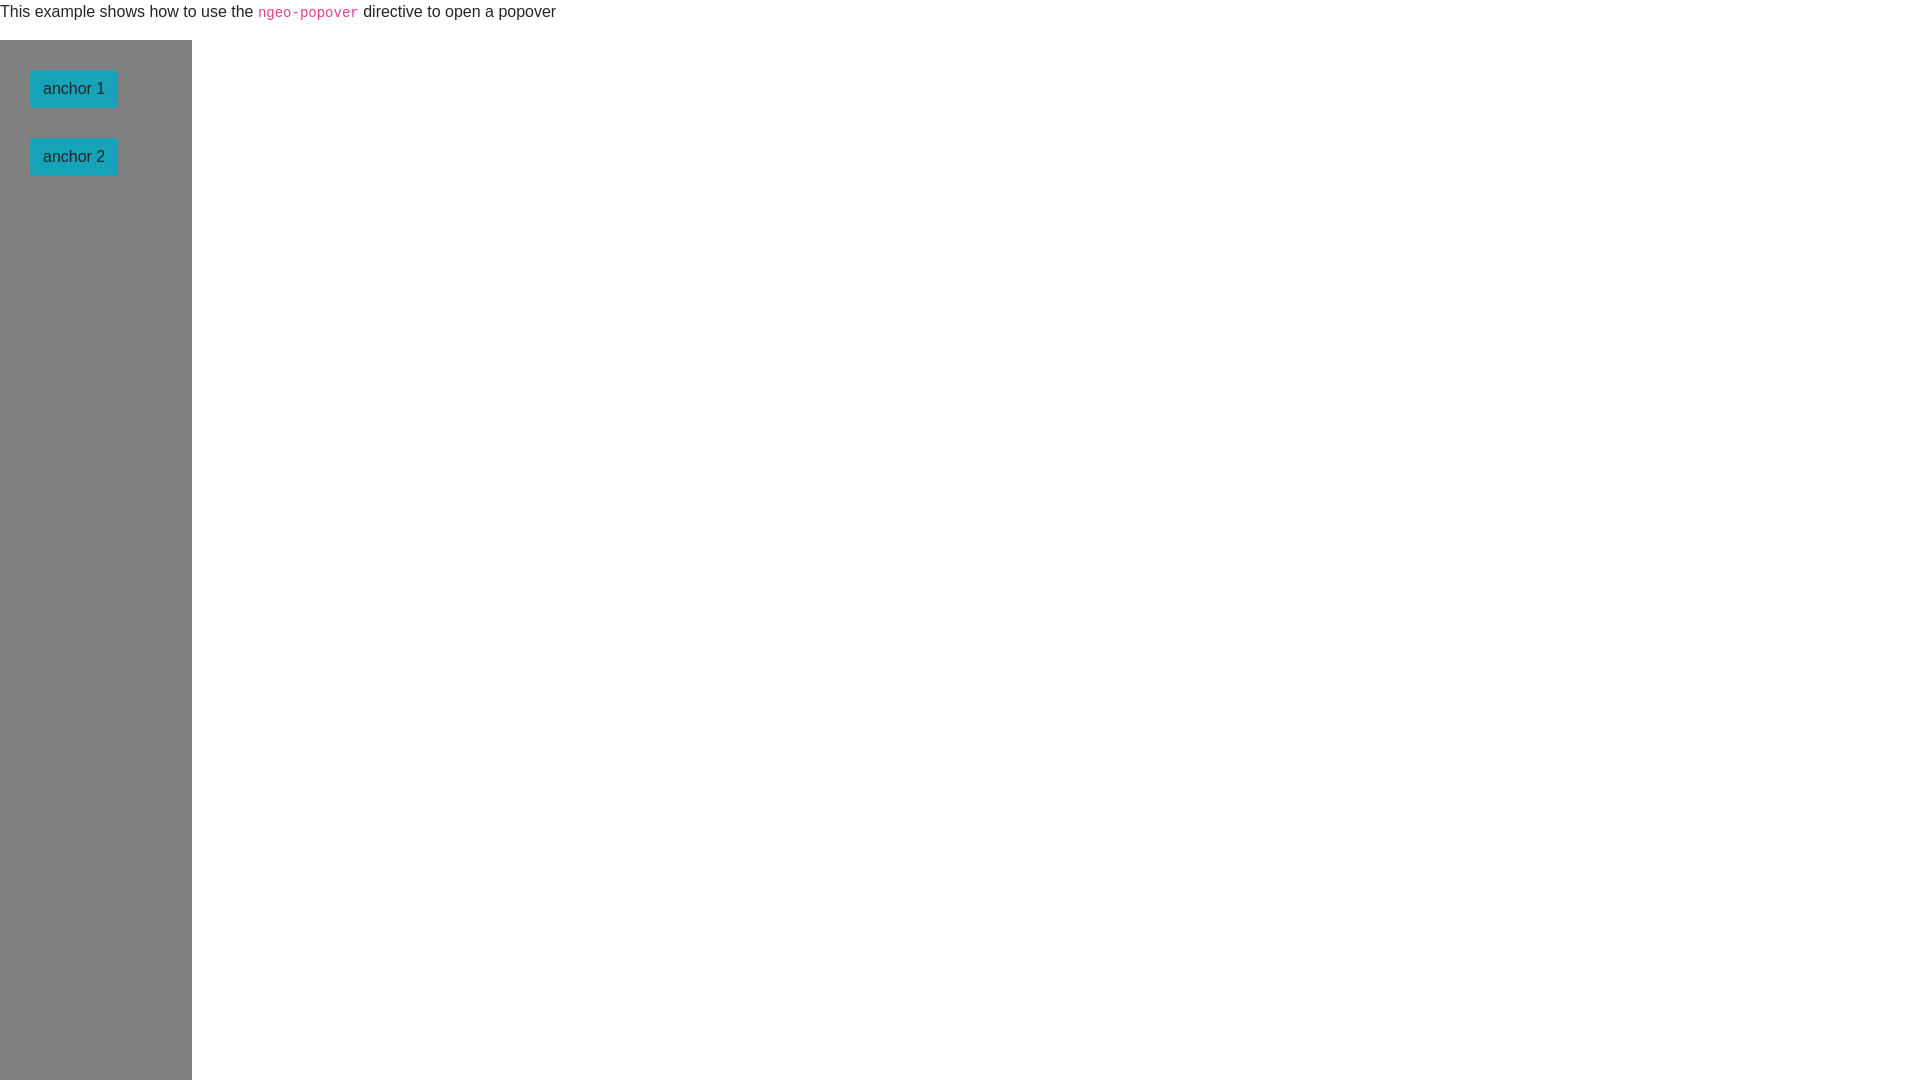 This example shows how to use the ngeo-popover directive to open a popover
anchor 1
anchor 2